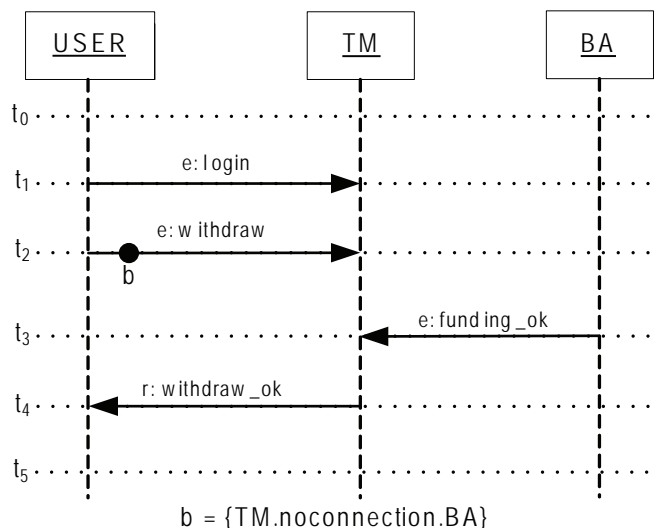 USER TM BA
t0
e:login
t1
e:withdraw
t2
b
e:funding_ok
t3
r:withdraw_ok
t4
t5
b = {TM.noconnection.BA}